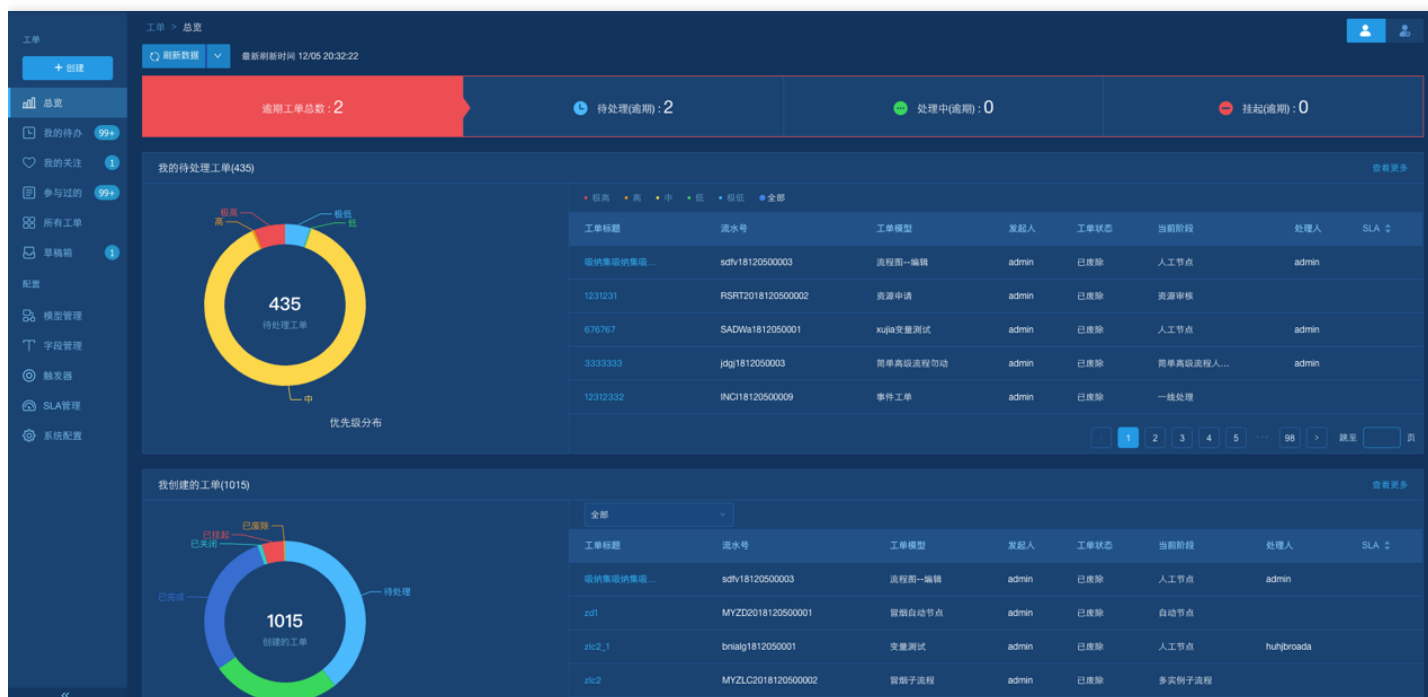 工单
+ 创建
总览
我的待办 99+
我的关注 1
参与过的 99+
所有工单
草稿箱 1
配置
模型管理
字段管理
触发器
SLA管理
系统配置
«
工单 > 总览
刷新数据 最新刷新时间 12/05 20:32:22
逾期工单总数 : 2 待处理(逾期) : 2 处理中(逾期) : 0 挂起(逾期) : 0
我的待处理工单(435) 查看更多
极高
高
极低
低
435
待处理工单
中
优先级分布
极高 高 中 低 极低 全部
工单标题 流水号 工单模型 发起人 工单状态 当前阶段 处理人 SLA
吸纳集吸纳集吸... sdfv18120500003 流程图--编辑 admin 已废除 人工节点 admin
1231231 RSRT2018120500002 资源申请 admin 已废除 资源审核
676767 SADWa1812050001 xujia变量测试 admin 已废除 人工节点 admin
3333333 jdgj1812050003 简单高级流程勿动 admin 已废除 简单高级流程人... admin
12312332 INCI18120500009 事件工单 admin 已废除 一线处理
1 2 3 4 5 ··· 98 > 跳至 页
我创建的工单(1015) 查看更多
已废除
已挂起
已关闭
待处理
已完成
1015
创建的工单
全部
工单标题 流水号 工单模型 发起人 工单状态 当前阶段 处理人 SLA
吸纳集吸纳集吸... sdfv18120500003 流程图--编辑 admin 已废除 人工节点 admin
zd1 MYZD2018120500001 冒烟自动节点 admin 已废除 自动节点
zlc2_1 bnialg1812050001 变量测试 admin 已废除 人工节点 huhjbroada
zlc2 MYZLC2018120500002 冒烟子流程 admin 已废除 多实例子流程